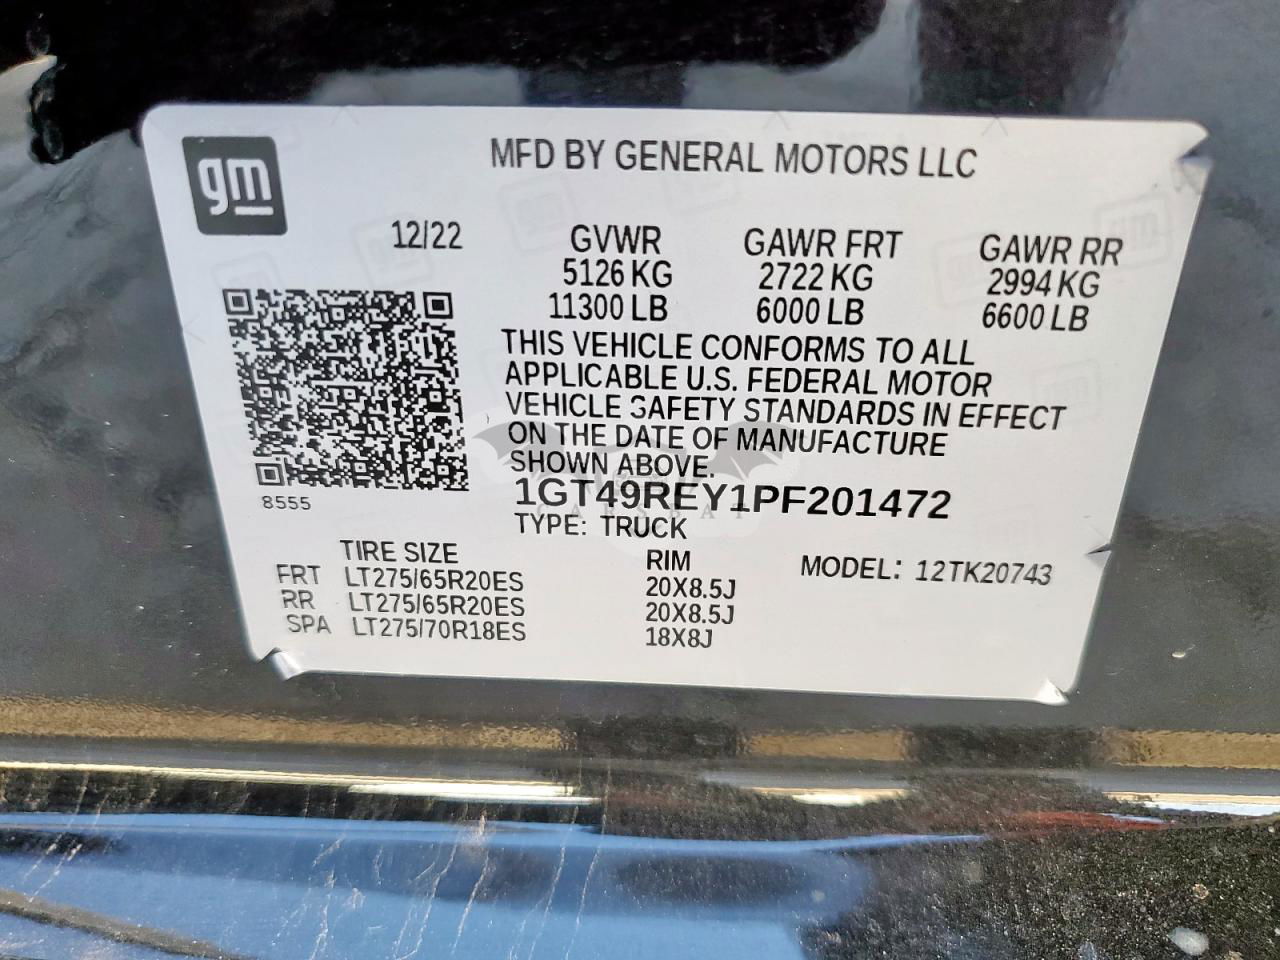 gm
MFD BY GENERAL MOTORS LLC
12/22 GVWR GAWR FRT GAWR RR
5126 KG 2722 KG 2994 KG
11300 LB 6000 LB 6600 LB
THIS VEHICLE CONFORMS TO ALL
APPLICABLE U.S. FEDERAL MOTOR
VEHICLE SAFETY STANDARDS IN EFFECT
ON THE DATE OF MANUFACTURE
SHOWN ABOVE.
8555
1GT49REY1PF201472
CARSBAT
TYPE: TRUCK
TIRE SIZE RIM MODEL: 12TK20743
FRT LT275/65R20ES 20X8.5J
RR LT275/65R20ES 20X8.5J
SPA LT275/70R18ES 18X8J